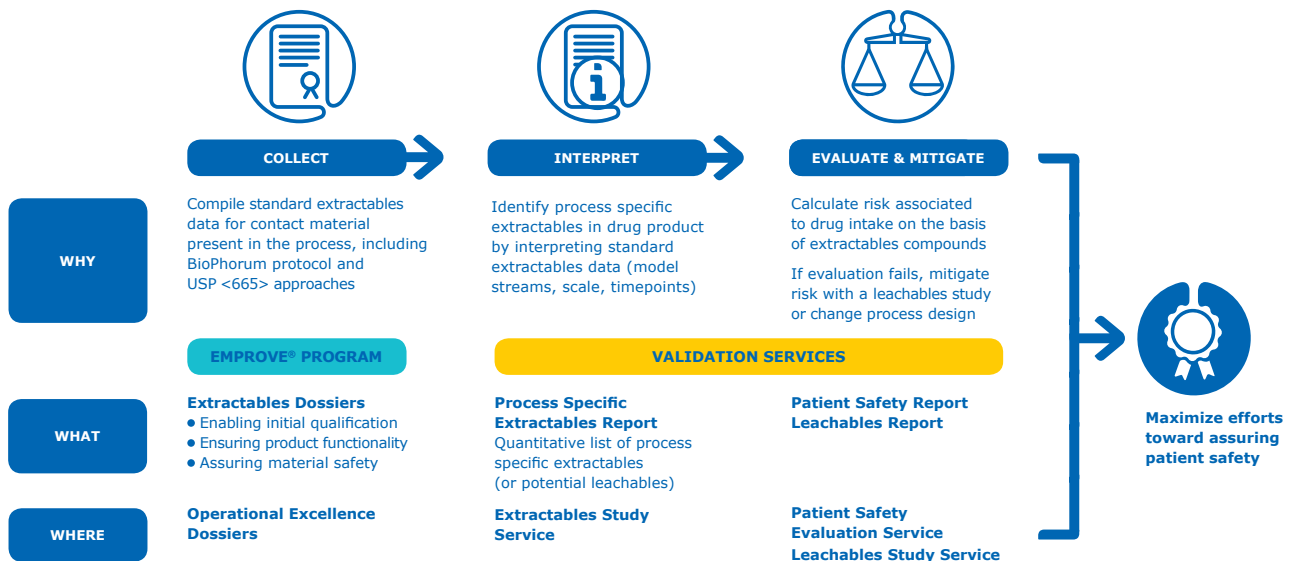 COLLECT
INTERPRET
EVALUATE & MITIGATE
WHY
Compile standard extractables
data for contact material
present in the process, including
BioPhorum protocol and
USP <665> approaches
Identify process specific
extractables in drug product
by interpreting standard
extractables data (model
streams, scale, timepoints)
Calculate risk associated
to drug intake on the basis
of extractables compounds
If evaluation fails, mitigate
risk with a leachables study
or change process design
EMPROVE® PROGRAM
VALIDATION SERVICES
WHAT
Extractables Dossiers
• Enabling initial qualification
• Ensuring product functionality
• Assuring material safety
Process Specific
Extractables Report
Quantitative list of process
specific extractables
(or potential leachables)
Patient Safety Report
Leachables Report
WHERE
Operational Excellence
Dossiers
Extractables Study
Service
Patient Safety
Evaluation Service
Leachables Study Service
Maximize efforts
toward assuring
patient safety